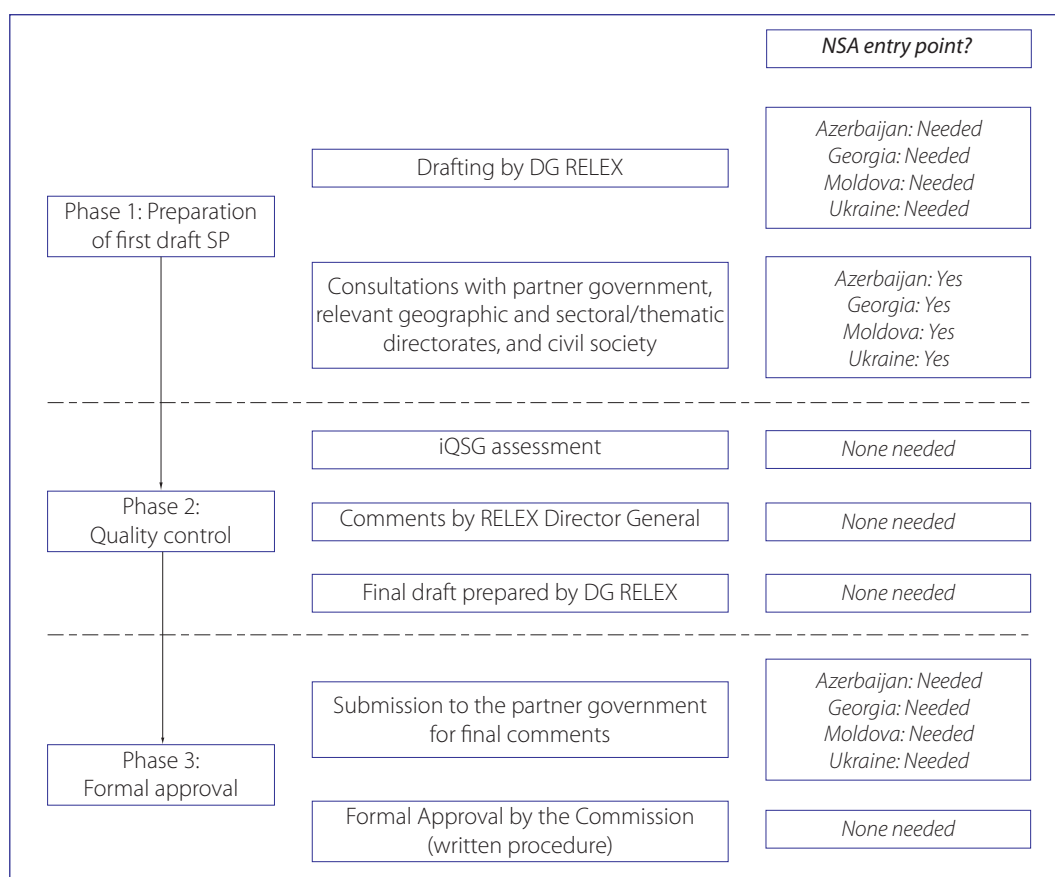 NSA entry point?
Drafting by DG RELEX
Azerbaijan: Needed
Georgia: Needed
Moldova: Needed
Ukraine: Needed
Phase 1: Preparation
of first draft SP
Consultations with partner government,
relevant geographic and sectoral/thematic
directorates, and civil society
Azerbaijan: Yes
Georgia: Yes
Moldova: Yes
Ukraine: Yes
iQSG assessment
None needed
Phase 2:
Quality control
Comments by RELEX Director General
None needed
Final draft prepared by DG RELEX
None needed
Submission to the partner government
for final comments
Azerbaijan: Needed
Georgia: Needed
Moldova: Needed
Ukraine: Needed
Phase 3:
Formal approval
Formal Approval by the Commission
(written procedure)
None needed